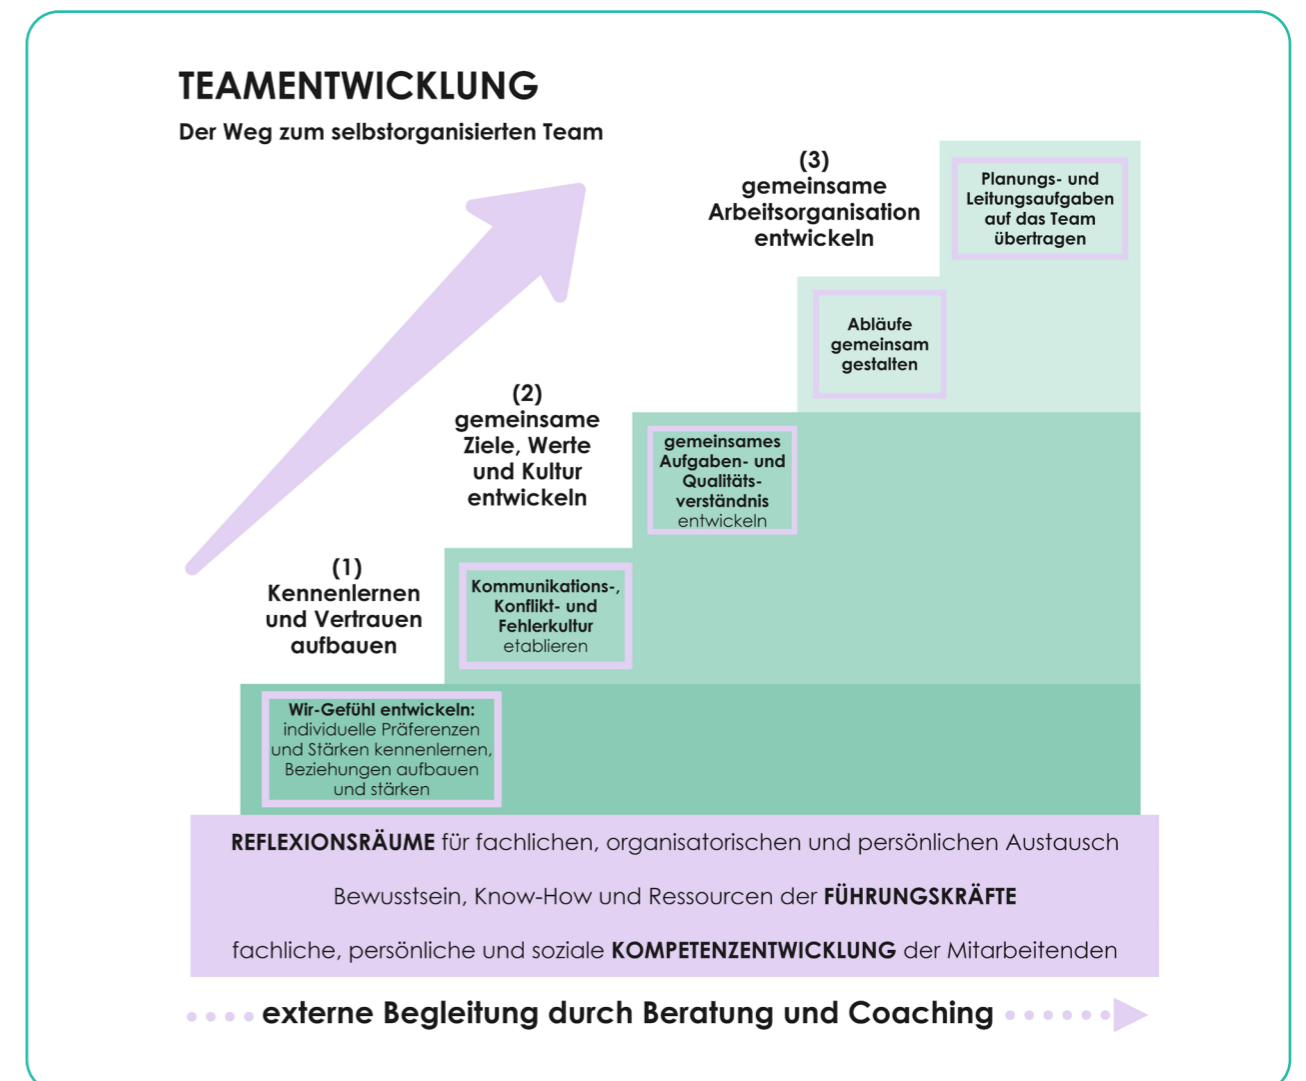 TEAMENTWICKLUNG
Der Weg zum selbstorganisierten Team
(3)
gemeinsame
Arbeitsorganisation
entwickeln
Planungs- und
Leitungsaufgaben
auf das Team
übertragen
Abläufe
gemeinsam
gestalten
(2)
gemeinsame
Ziele, Werte
und Kultur
entwickeln
gemeinsames
Aufgaben- und
Qualitäts-
verständnis
entwickeln
(1)
Kennenlernen
und Vertrauen
aufbauen
Kommunikations-,
Konflikt- und
Fehlerkultur
etablieren
Wir-Gefühl entwickeln:
individuelle Präferenzen
und Stärken kennenlernen,
Beziehungen aufbauen
und stärken
REFLEXIONSRÄUME für fachlichen, organisatorischen und persönlichen Austausch
Bewusstsein, Know-How und Ressourcen der FÜHRUNGSKRÄFTE
fachliche, persönliche und soziale KOMPETENZENTWICKLUNG der Mitarbeitenden
externe Begleitung durch Beratung und Coaching